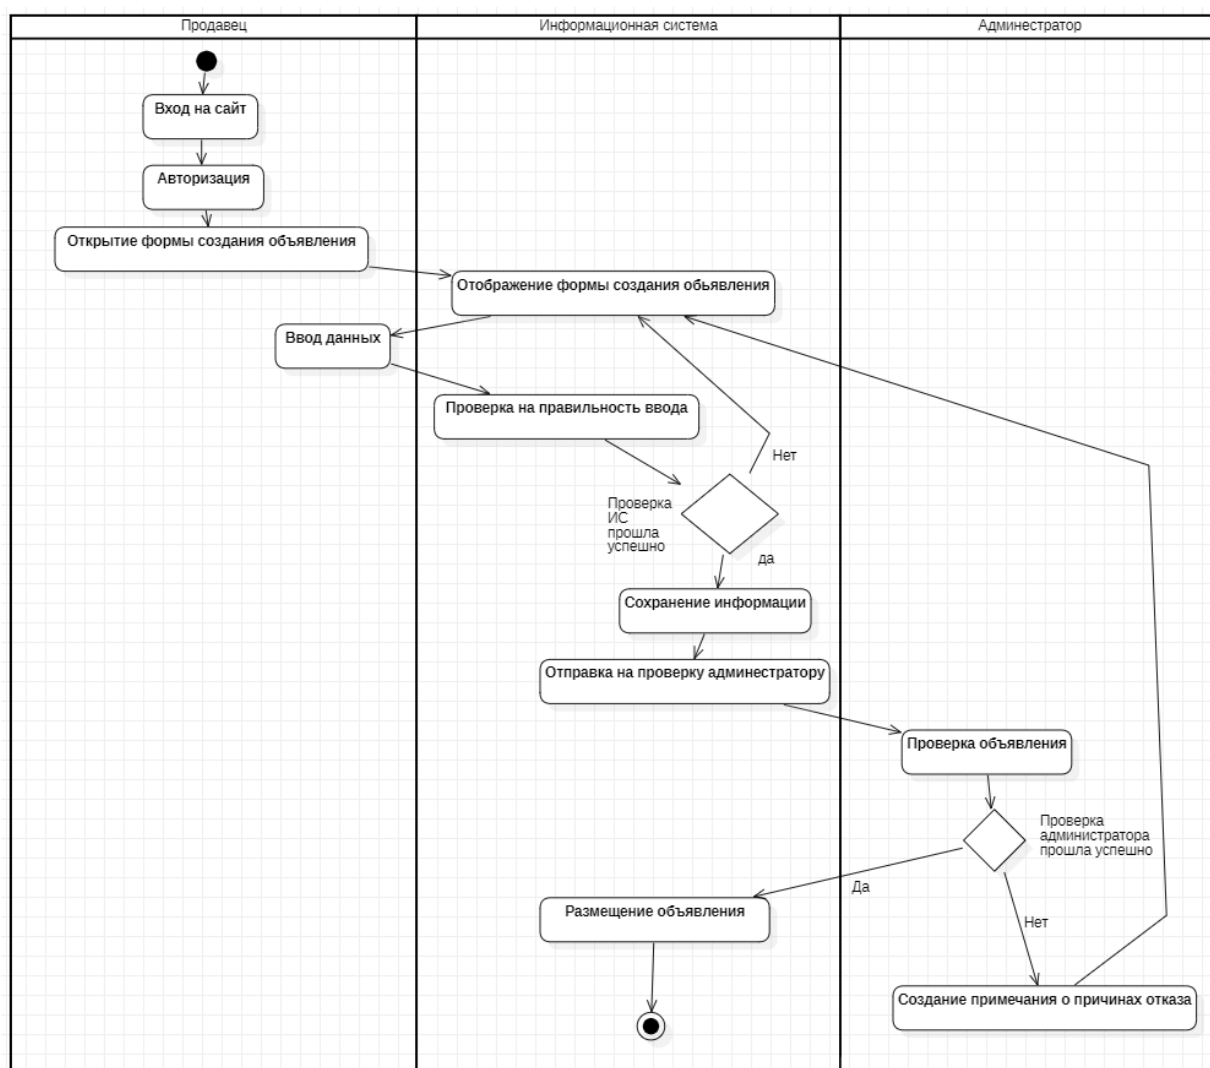 Продавец
Информационная система
Админестратор
Вход на сайт
Авторизация
Открытие формы создания объявления
Отображение формы создания обьявления
Ввод данных
Проверка на правильность ввода
Нет
Проверка
ИС
прошла
успешно
да
Сохранение информации
Отправка на проверку админестратору
Проверка объявления
Проверка
администратора
прошла успешно
Да
Размещение объявления
Нет
Создание примечания о причинах отказа